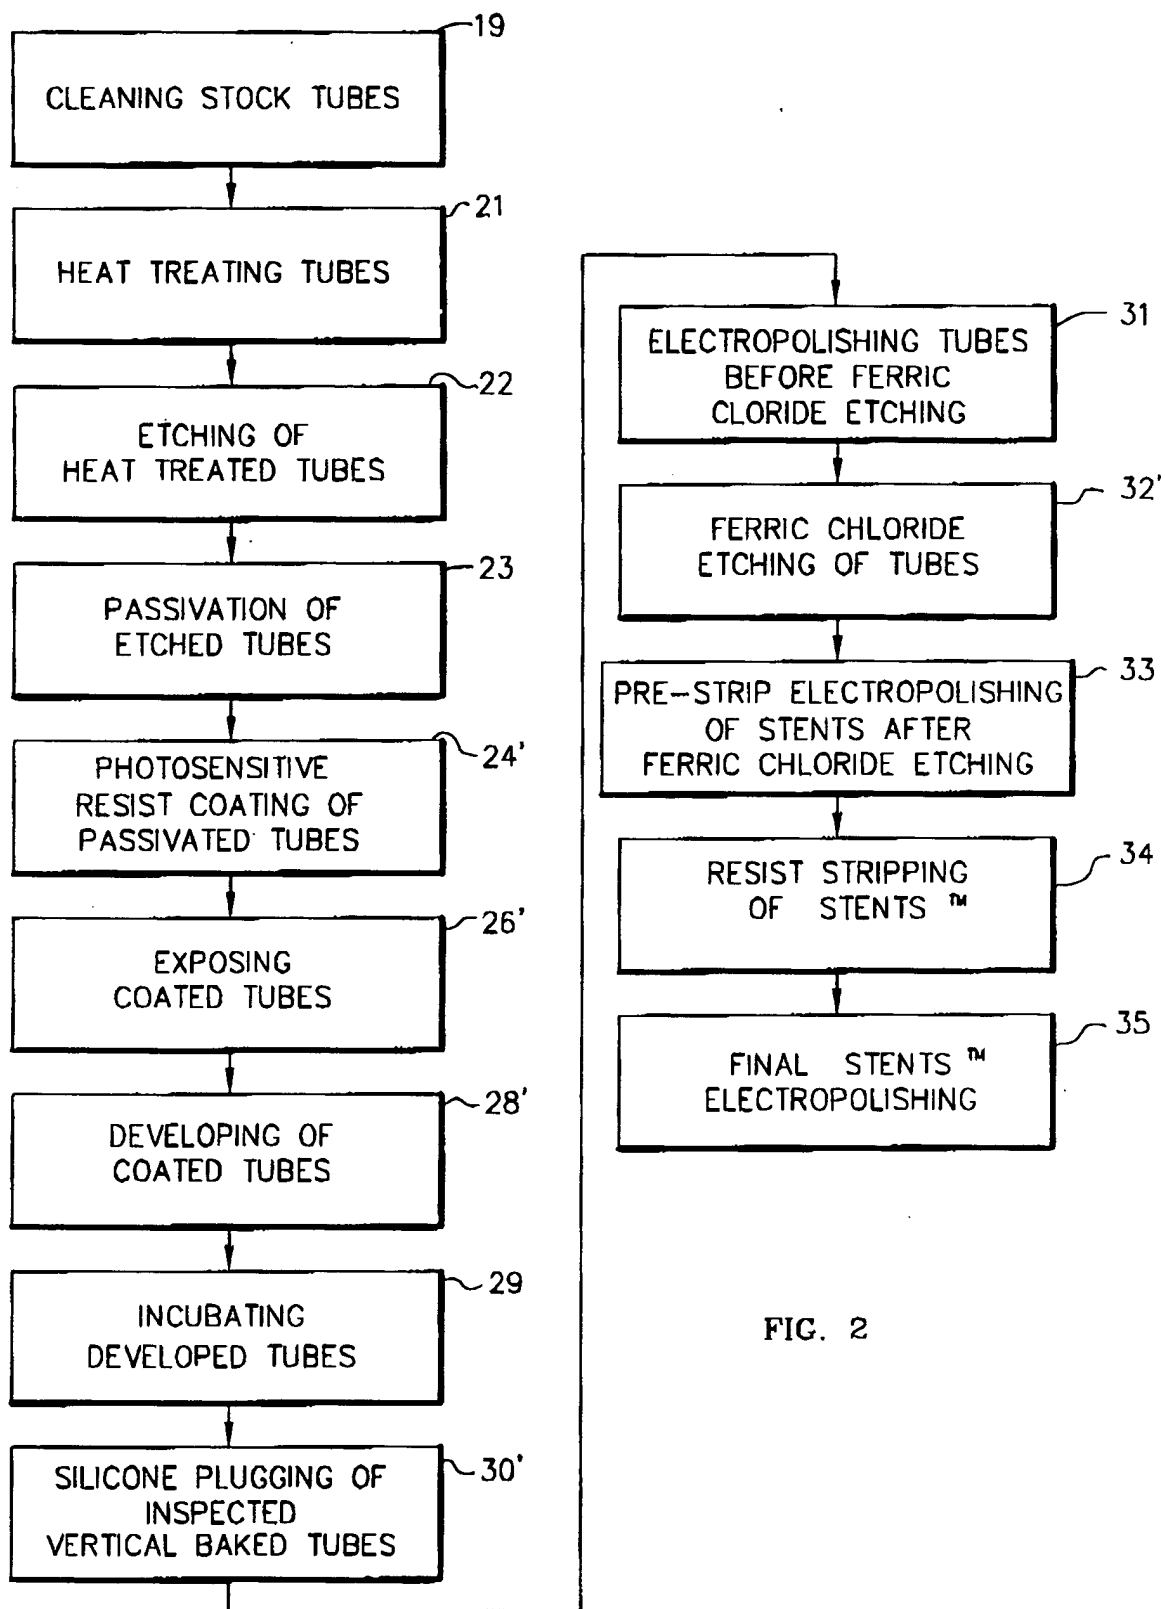 19
CLEANING STOCK TUBES
21
HEAT TREATING TUBES
22
ETCHING OF
HEAT TREATED TUBES
23
PASSIVATION OF
ETCHED TUBES
24'
PHOTOSENSITIVE
RESIST COATING OF
PASSIVATED TUBES
26'
EXPOSING
COATED TUBES
28'
DEVELOPING OF
COATED TUBES
29
INCUBATING
DEVELOPED TUBES
30'
SILICONE PLUGGING OF
INSPECTED
VERTICAL BAKED TUBES
31
ELECTROPOLISHING TUBES
BEFORE FERRIC
CLORIDE ETCHING
32'
FERRIC CHLORIDE
ETCHING OF TUBES
33
PRE-STRIP ELECTROPOLISHING
OF STENTS AFTER
FERRIC CHLORIDE ETCHING
34
RESIST STRIPPING
OF STENTS ™
35
FINAL STENTS ™
ELECTROPOLISHING
FIG. 2